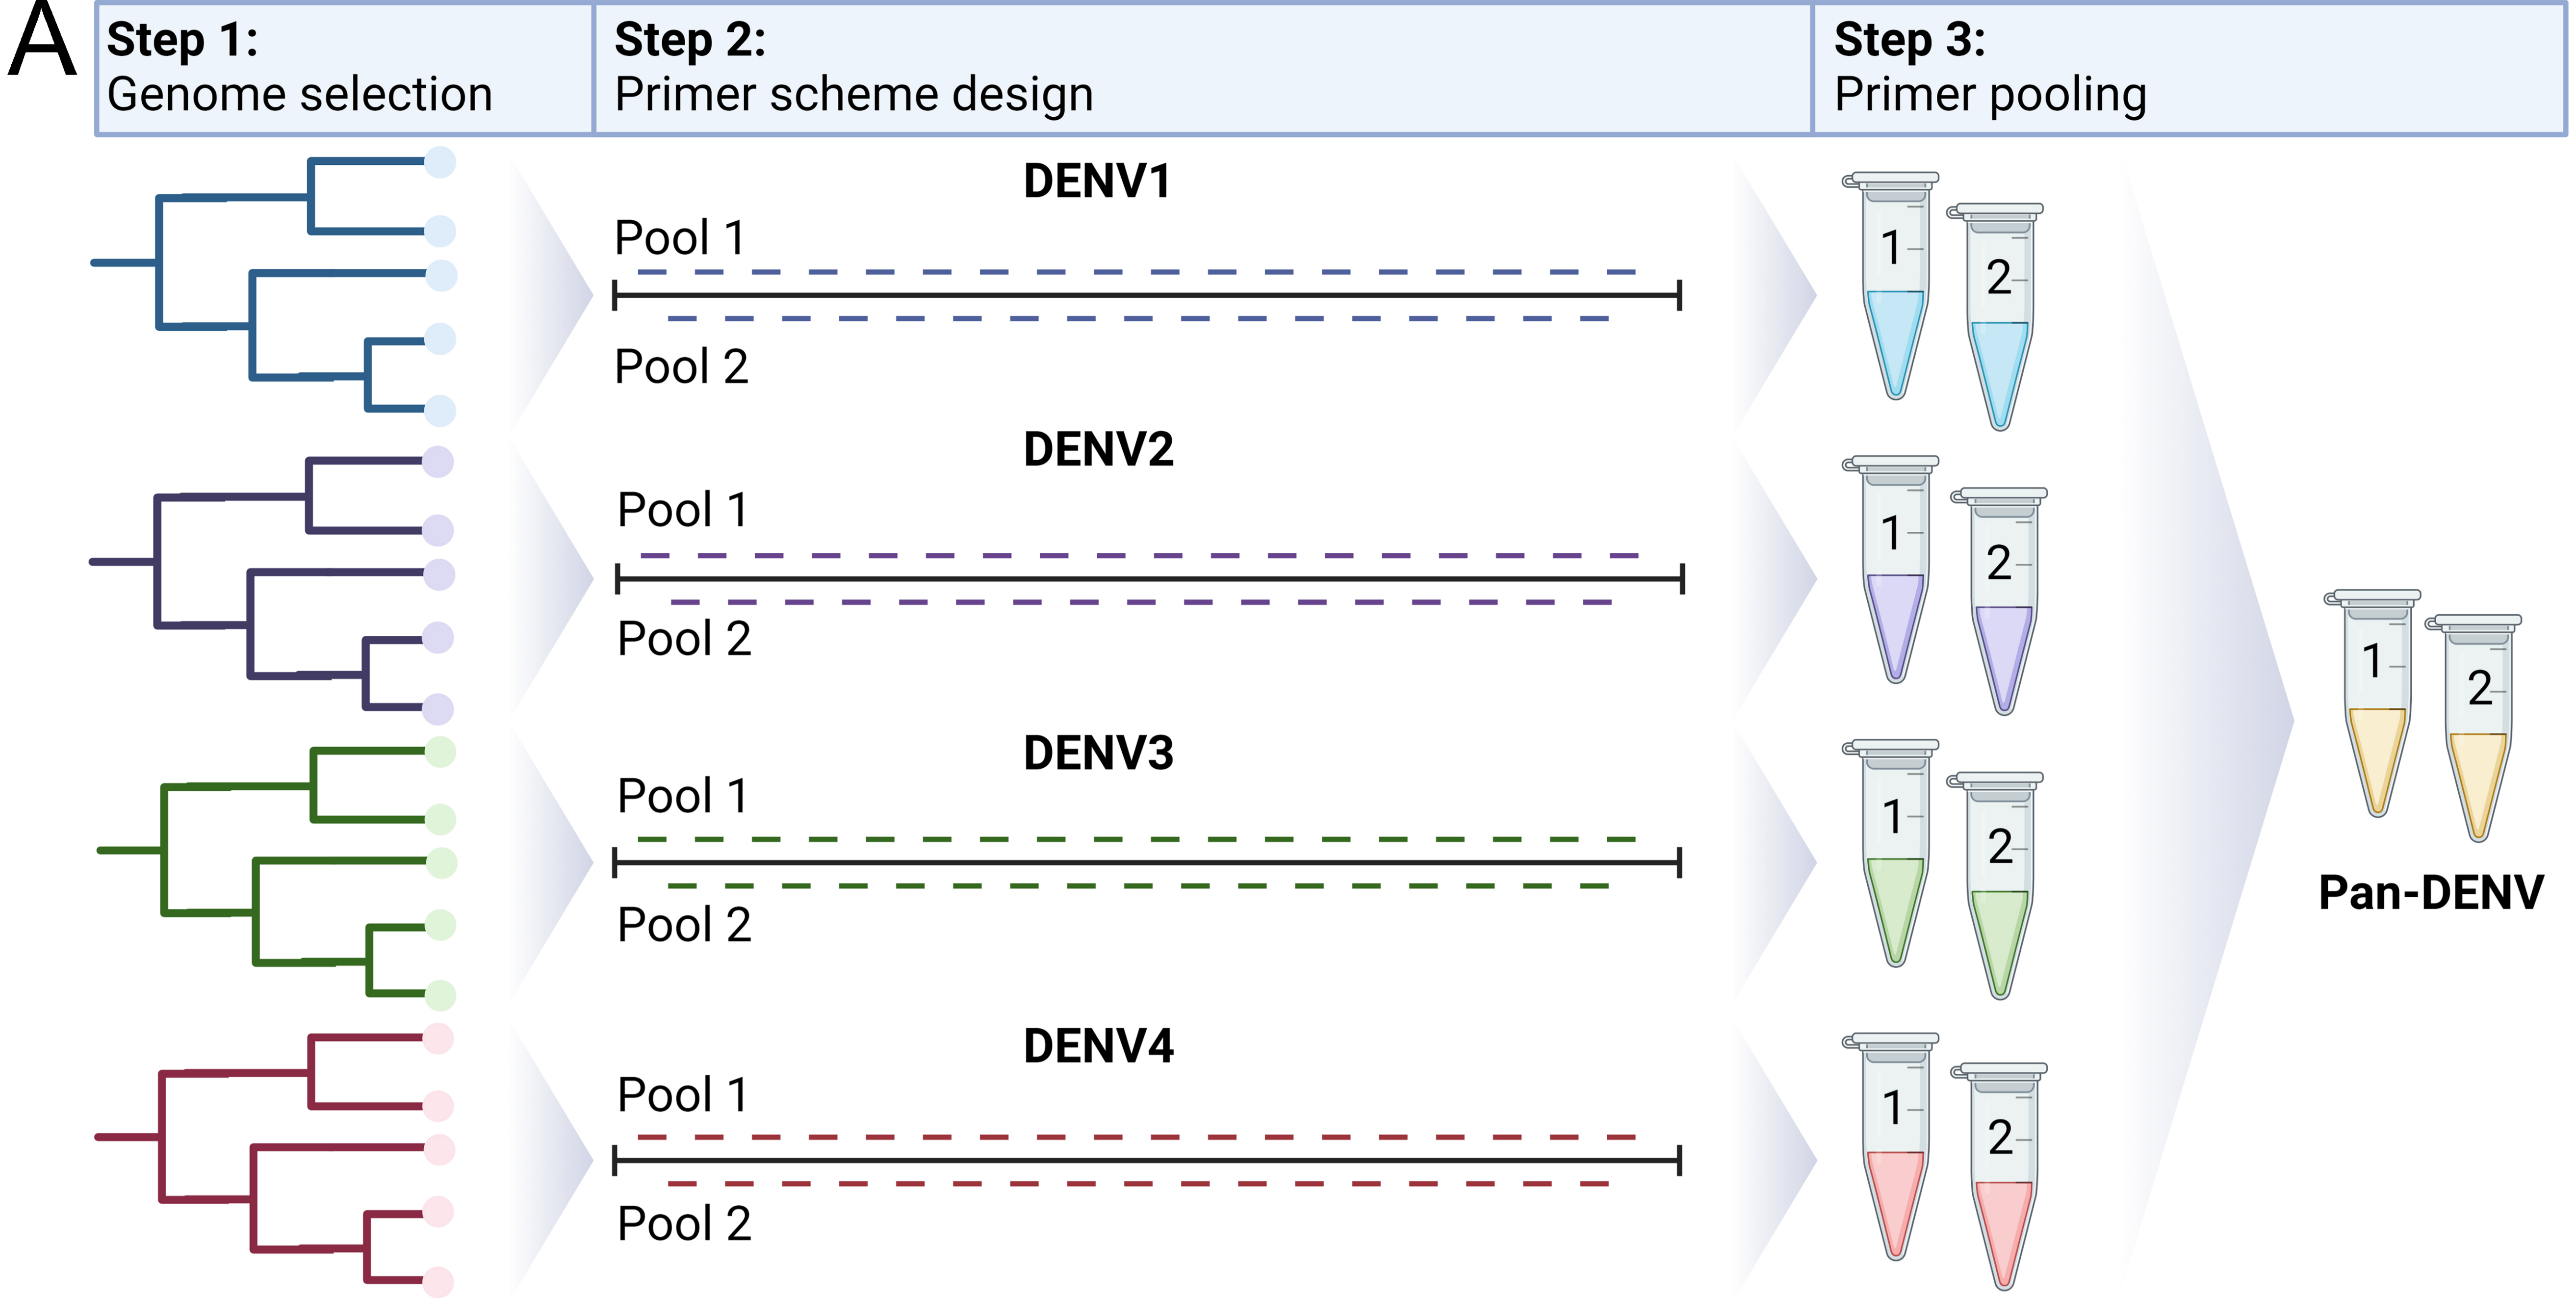 A
Step 1:
Genome selection
Step 2:
Primer scheme design
Step 3:
Primer pooling
DENV1
Pool 1
Pool 2
1
2
DENV2
Pool 1
Pool 2
1
2
DENV3
Pool 1
Pool 2
1
2
DENV4
Pool 1
Pool 2
1
2
1
2
Pan-DENV